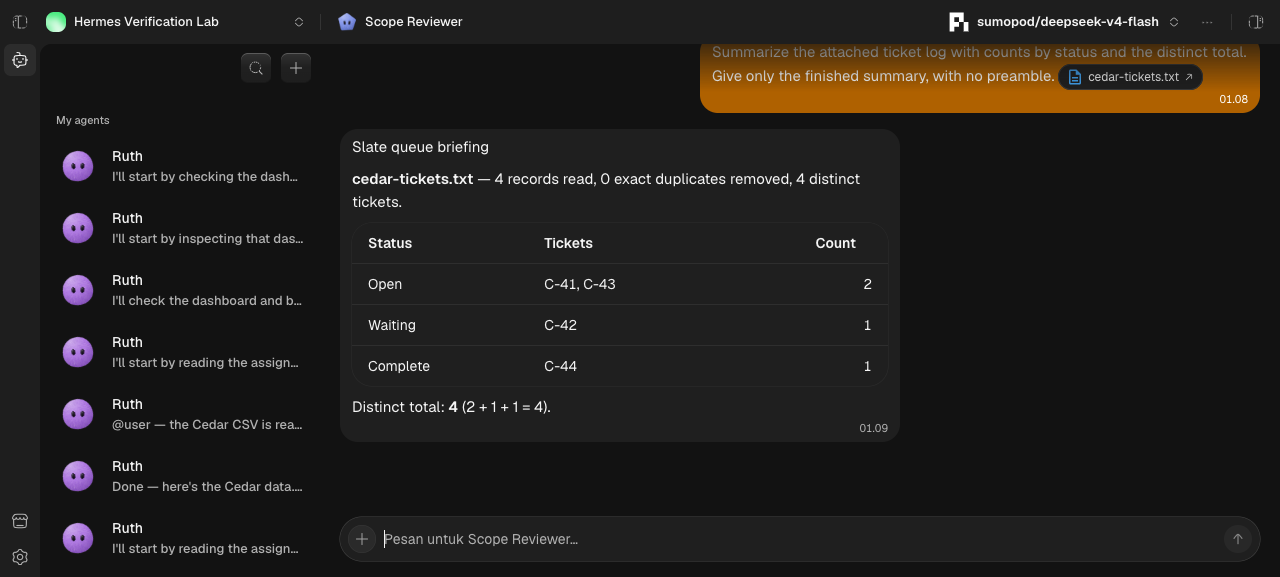 Hermes Verification Lab
Scope Reviewer
sumopod/deepseek-v4-flash
Summarize the attached ticket log with counts by status and the distinct total.
Give only the finished summary, with no preamble. cedar-tickets.txt ↗
01.08
My agents
Ruth
I'll start by checking the dash...
Ruth
I'll start by inspecting that das...
Ruth
I'll check the dashboard and b...
Ruth
I'll start by reading the assign...
Ruth
@user — the Cedar CSV is rea...
Ruth
Done — here's the Cedar data....
Ruth
I'll start by reading the assign...
Slate queue briefing
cedar-tickets.txt — 4 records read, 0 exact duplicates removed, 4 distinct
tickets.
Status Tickets Count
Open C-41, C-43 2
Waiting C-42 1
Complete C-44 1
Distinct total: 4 (2 + 1 + 1 = 4).
01.09
Pesan untuk Scope Reviewer...